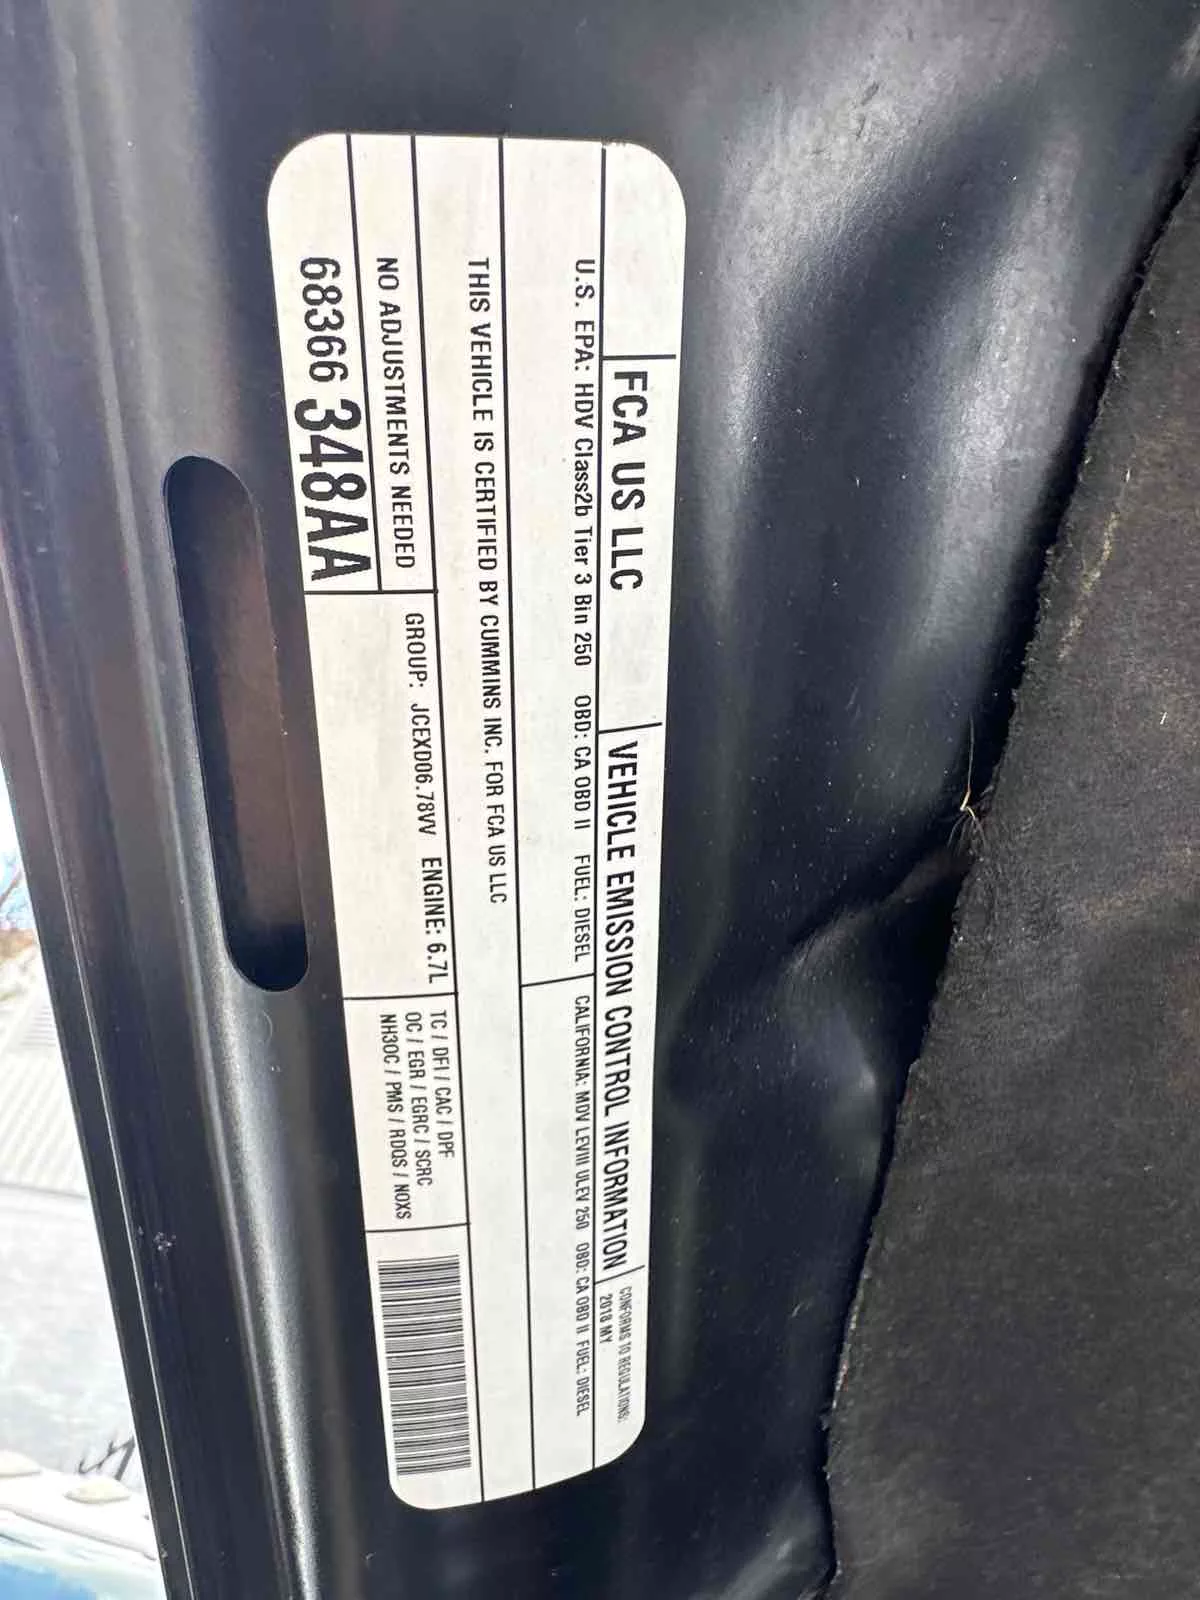 FCA US LLC
VEHICLE EMISSION CONTROL INFORMATION
CONFORMS TO REGULATIONS:
2018 MY
U.S. EPA: HDV Class2b Tier 3 Bin 250 OBD: CA OBD II FUEL: DIESEL
CALIFORNIA: MDV LEVIII ULEV 250 OBD: CA OBD II FUEL: DIESEL
THIS VEHICLE IS CERTIFIED BY CUMMINS INC. FOR FCA US LLC
NO ADJUSTMENTS NEEDED
68366 348AA
GROUP: JCEXD06.78VV ENGINE: 6.7L
TC / DFI / CAC / DPF
OC / EGR / EGRC / SCRC
NH3OC / PMS / RDQS / NOXS